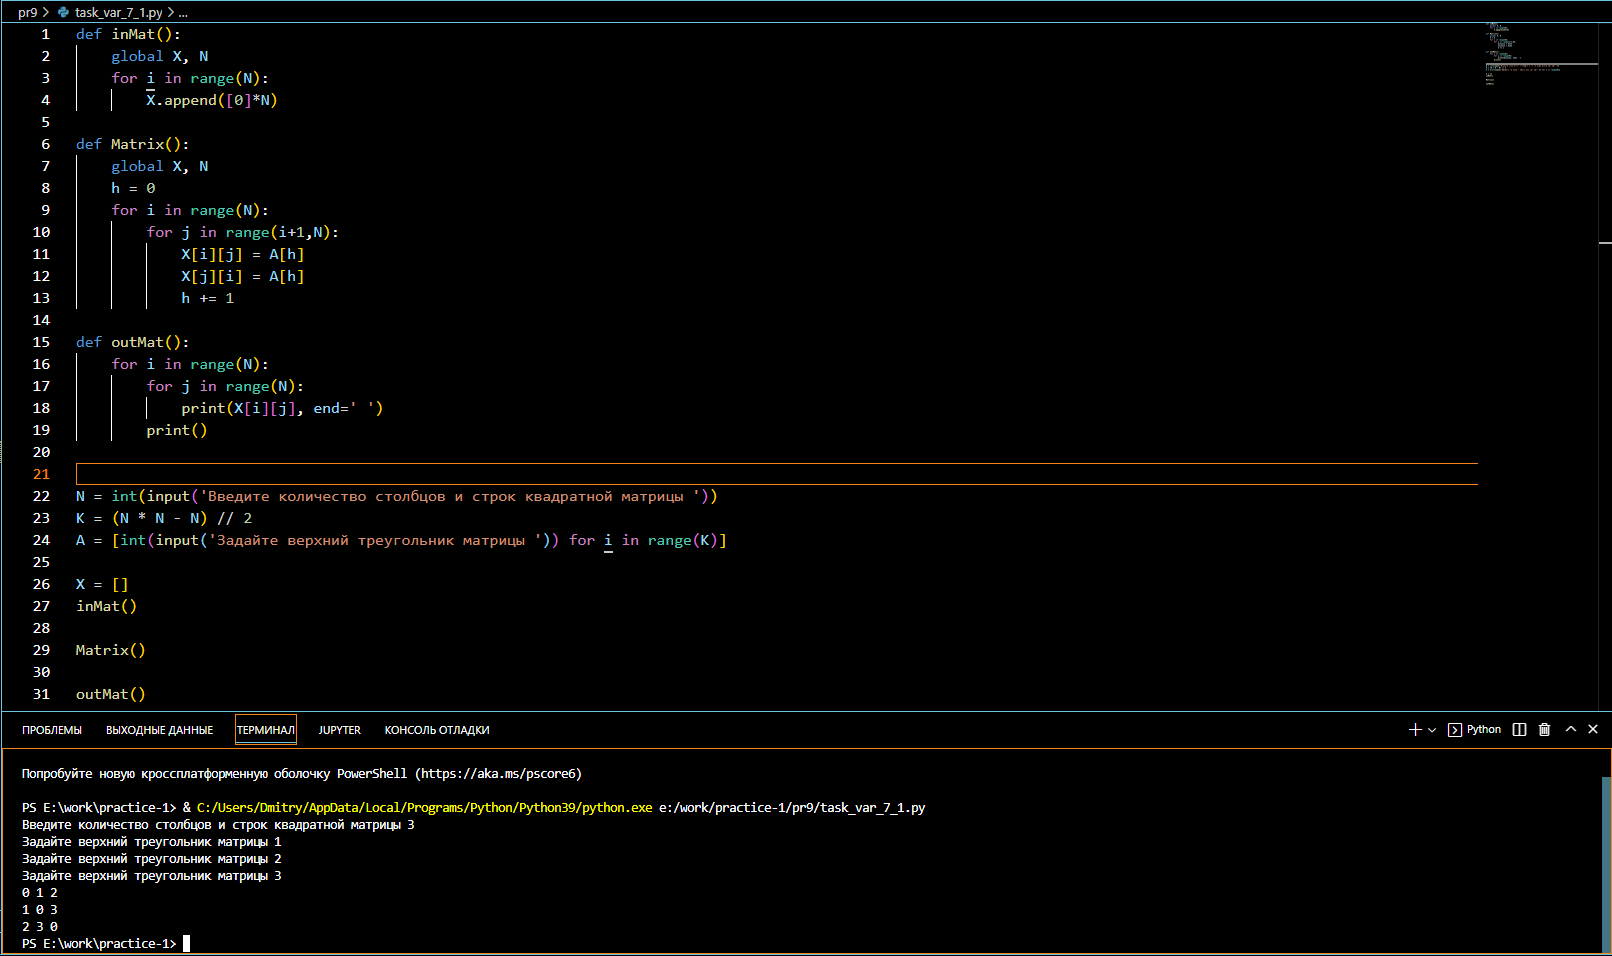 pr9 > task_var_7_1.py > ...
1 def inMat():
2     global X, N
3     for i in range(N):
4         X.append([0]*N)
5
6 def Matrix():
7     global X, N
8     h = 0
9     for i in range(N):
10         for j in range(i+1,N):
11             X[i][j] = A[h]
12             X[j][i] = A[h]
13             h += 1
14
15 def outMat():
16     for i in range(N):
17         for j in range(N):
18             print(X[i][j], end=' ')
19         print()
20
21
22 N = int(input('Введите количество столбцов и строк квадратной матрицы '))
23 K = (N * N - N) // 2
24 A = [int(input('Задайте верхний треугольник матрицы ')) for i in range(K)]
25
26 X = []
27 inMat()
28
29 Matrix()
30
31 outMat()
ПРОБЛЕМЫ ВЫХОДНЫЕ ДАННЫЕ ТЕРМИНАЛ JUPYTER КОНСОЛЬ ОТЛАДКИ Python
Попробуйте новую кроссплатформенную оболочку PowerShell (https://aka.ms/pscore6)
PS E:\work\practice-1> & C:/Users/Dmitry/AppData/Local/Programs/Python/Python39/python.exe e:/work/practice-1/pr9/task_var_7_1.py
Введите количество столбцов и строк квадратной матрицы 3
Задайте верхний треугольник матрицы 1
Задайте верхний треугольник матрицы 2
Задайте верхний треугольник матрицы 3
0 1 2
1 0 3
2 3 0
PS E:\work\practice-1>